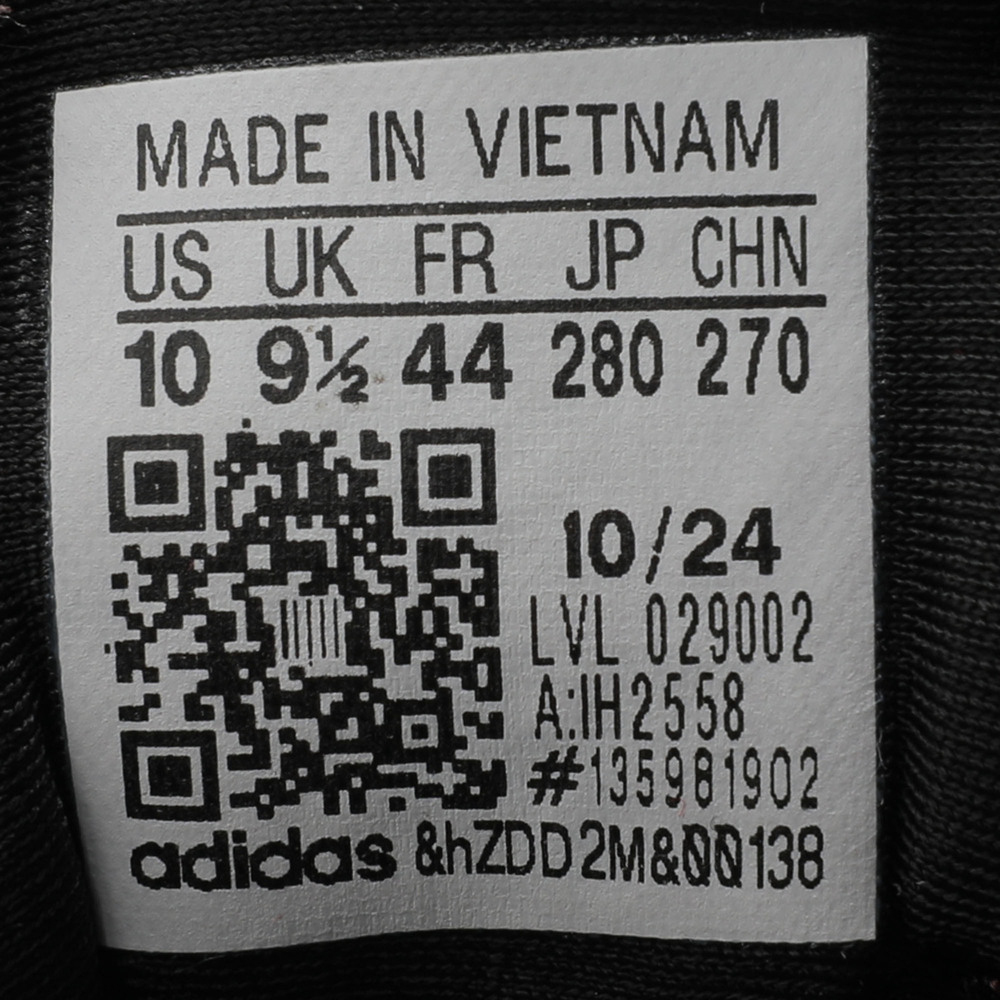 MADE IN VIETNAM
US UK FR JP CHN
10 9½ 44 280 270
10/24
LVL 029002
A:IH2558
#135981902
adidas &hZDD2M&00138